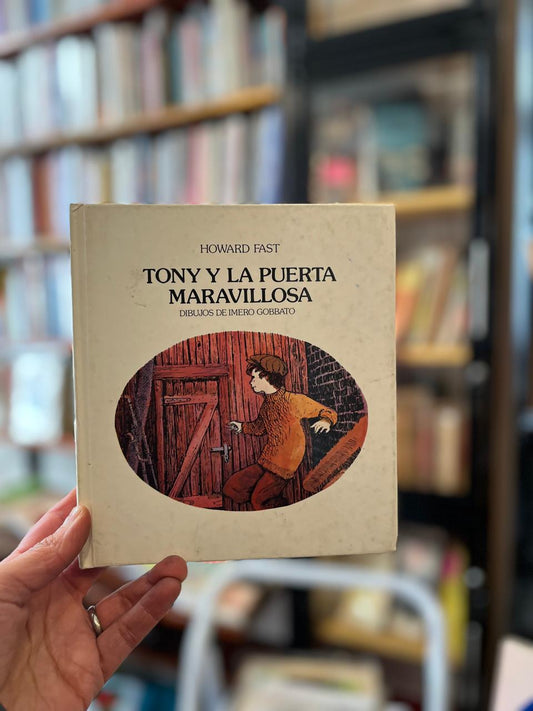 HOWARD FAST
TONY Y LA PUERTA
MARAVILLOSA
DIBUJOS DE IMERO GOBBATO